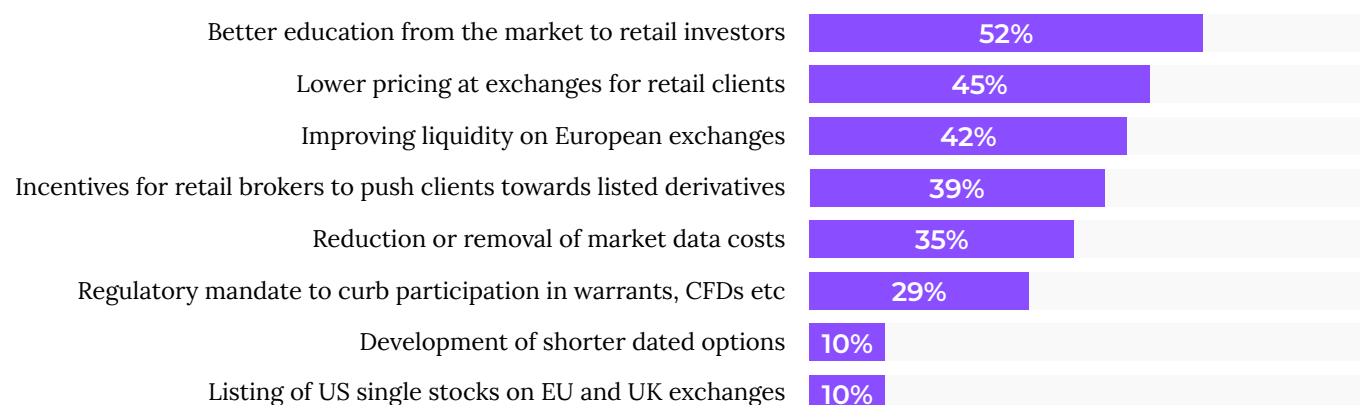 Better education from the market to retail investors 52%
Lower pricing at exchanges for retail clients 45%
Improving liquidity on European exchanges 42%
Incentives for retail brokers to push clients towards listed derivatives 39%
Reduction or removal of market data costs 35%
Regulatory mandate to curb participation in warrants, CFDs etc 29%
Development of shorter dated options 10%
Listing of US single stocks on EU and UK exchanges 10%